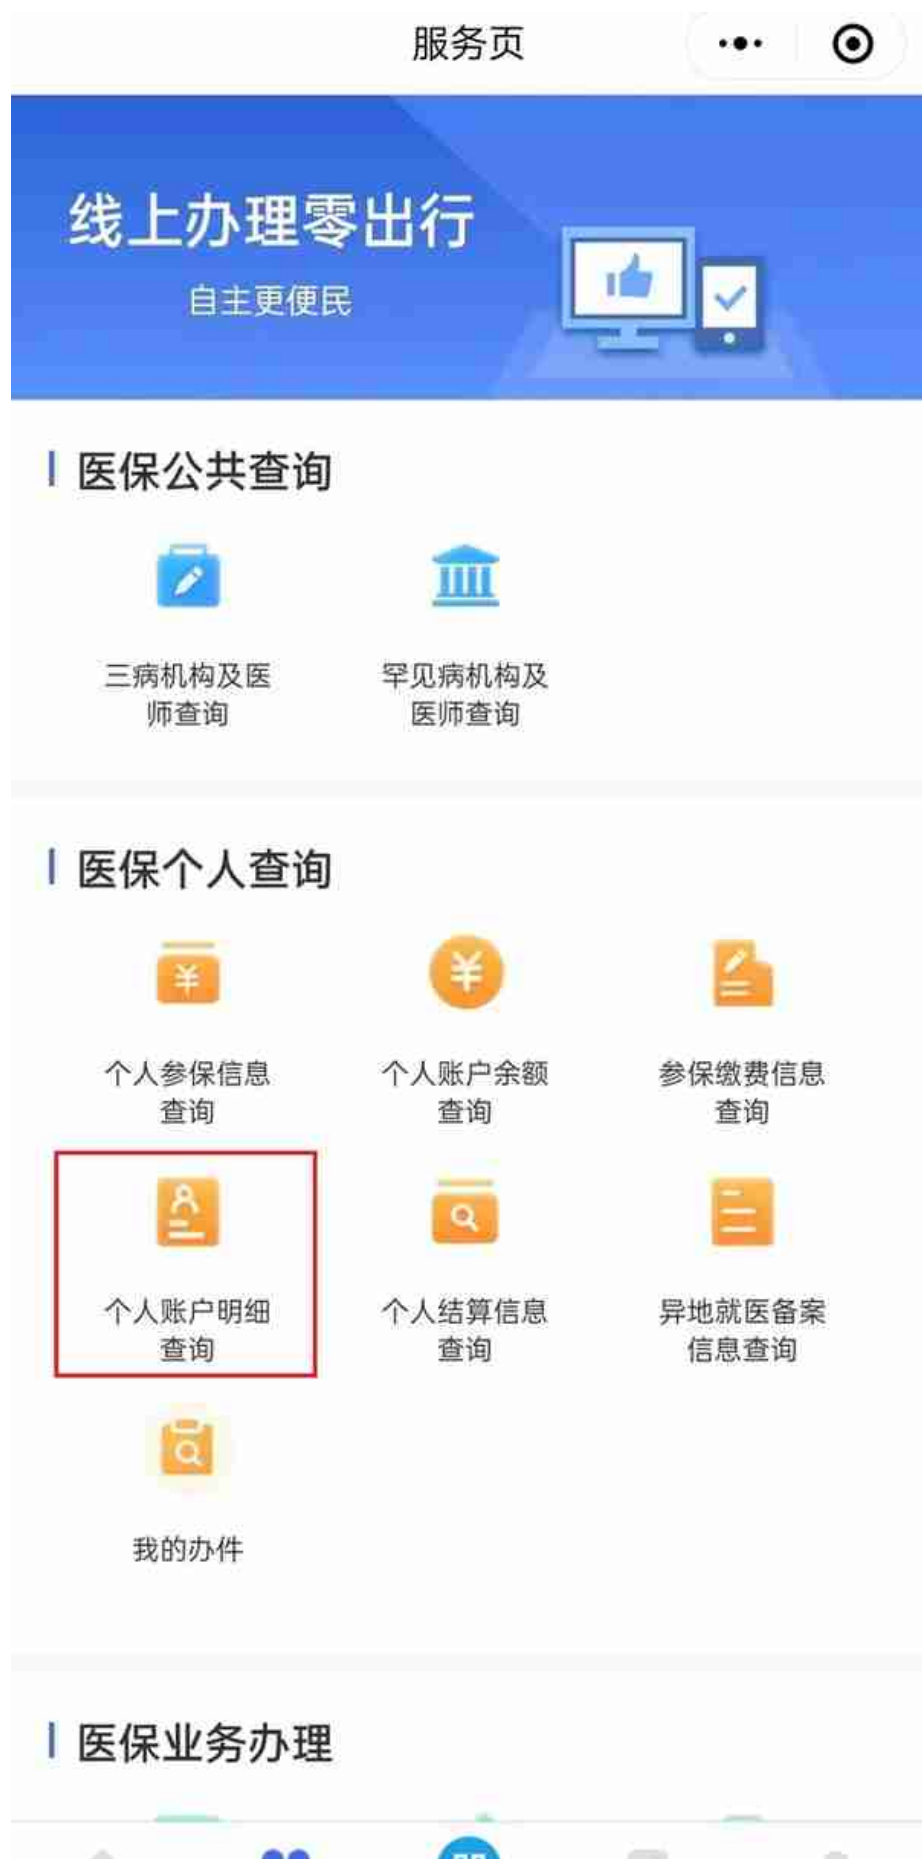 服务页
线上办理零出行
自主更便民
医保公共查询
三病机构及医
师查询
罕见病机构及
医师查询
医保个人查询
个人参保信息
查询
个人账户余额
查询
参保缴费信息
查询
个人账户明细
查询
个人结算信息
查询
异地就医备案
信息查询
我的办件
医保业务办理